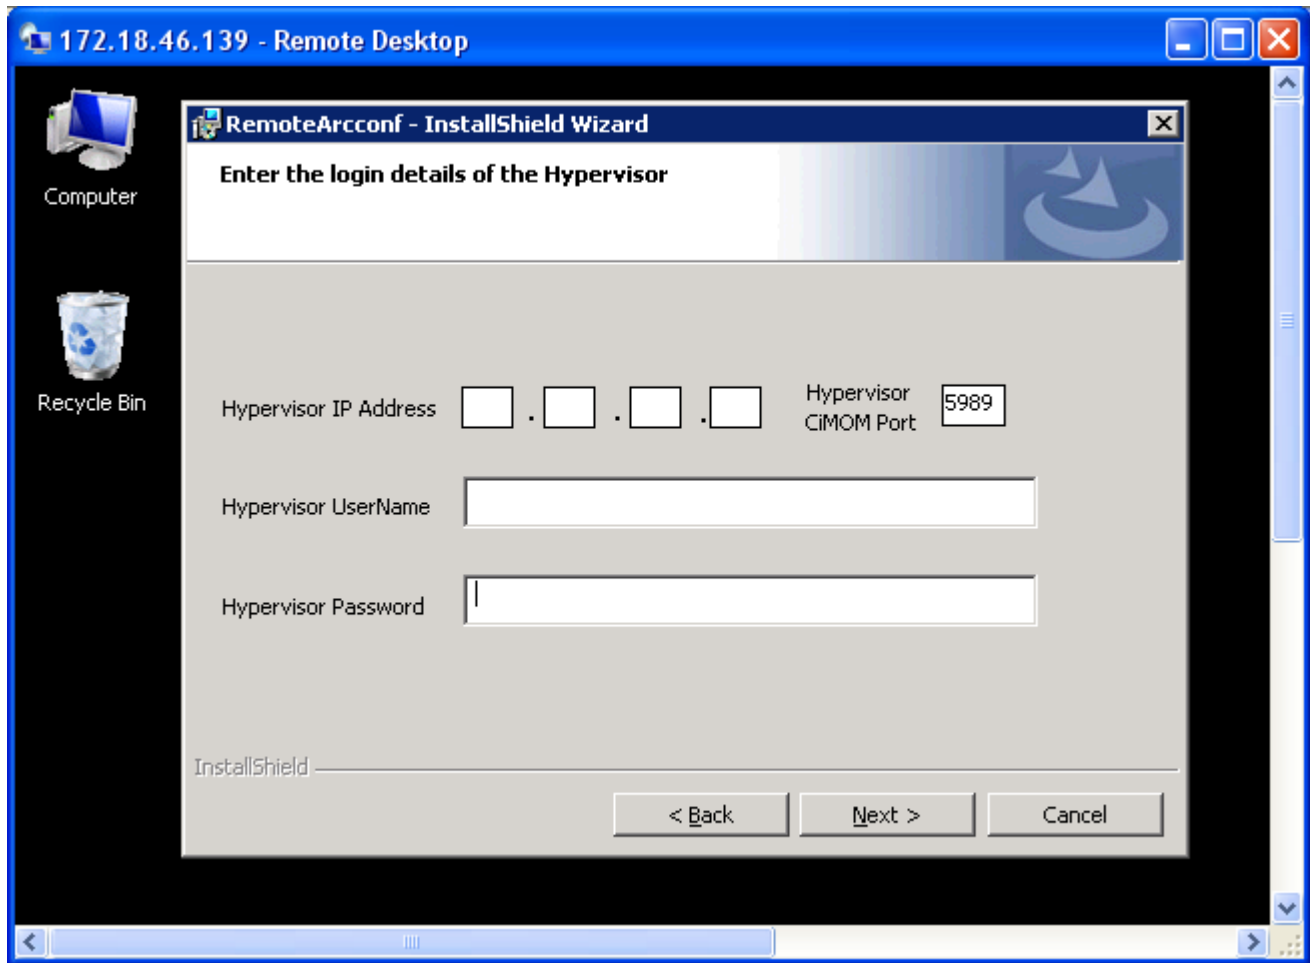 172.18.46.139 - Remote Desktop
Computer
Recycle Bin
RemoteArcconf - InstallShield Wizard
Enter the login details of the Hypervisor
Hypervisor IP Address . . . Hypervisor CiMOM Port 5989
Hypervisor UserName
Hypervisor Password
InstallShield
< Back Next > Cancel